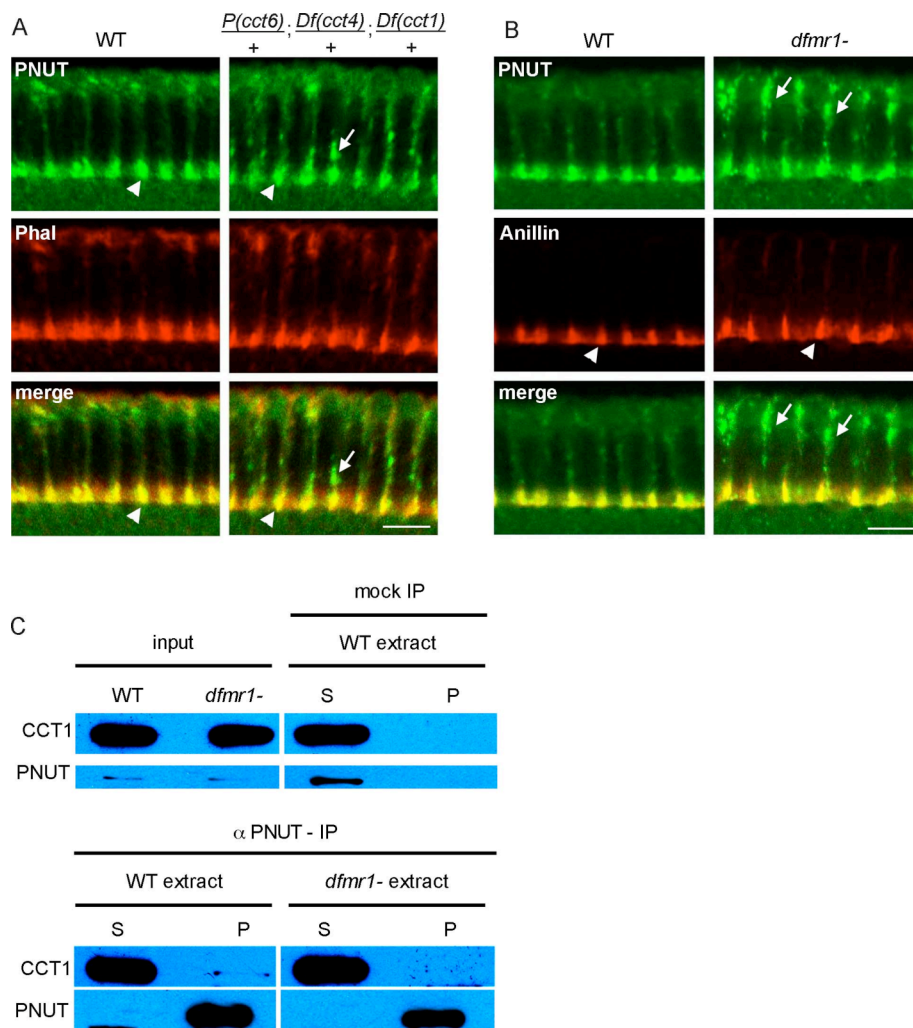 A
WT
P(cct6) ; Df(cct4) ; Df(cct1)
+ + +
PNUT
Phal
merge
B
WT
dfmr1-
PNUT
Anillin
merge
C
mock IP
input
WT extract
WT
dfmr1-
S
P
CCT1
PNUT
α PNUT - IP
WT extract
dfmr1- extract
S
P
S
P
CCT1
PNUT